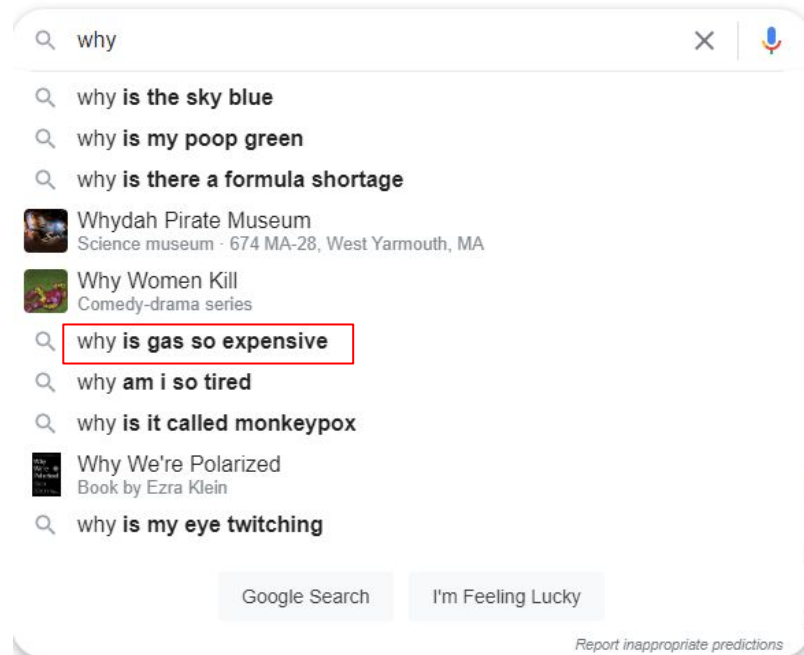 why
why is the sky blue
why is my poop green
why is there a formula shortage
Whydah Pirate Museum
Science museum · 674 MA-28, West Yarmouth, MA
Why Women Kill
Comedy-drama series
why is gas so expensive
why am i so tired
why is it called monkeypox
Why We're Polarized
Book by Ezra Klein
why is my eye twitching
Google Search
I'm Feeling Lucky
Report inappropriate predictions